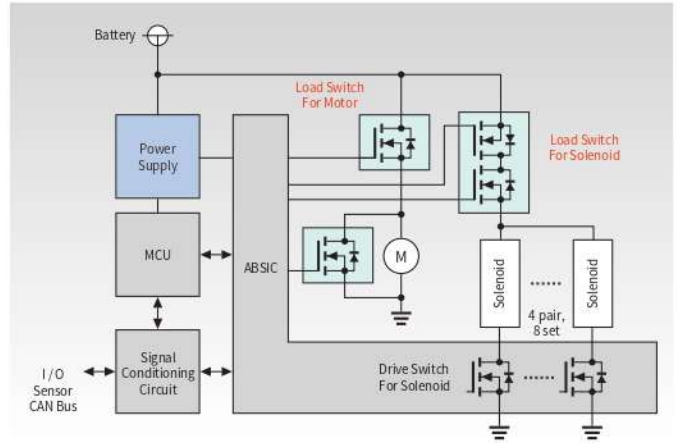 Battery
Load Switch
For Motor
Load Switch
For Solenoid
Power
Supply
MCU
ABSIC
M
Solenoid
......
Solenoid
4 pair,
8 set
Signal
Conditioning
Circuit
I / O
Sensor
CAN Bus
Drive Switch
For Solenoid
......